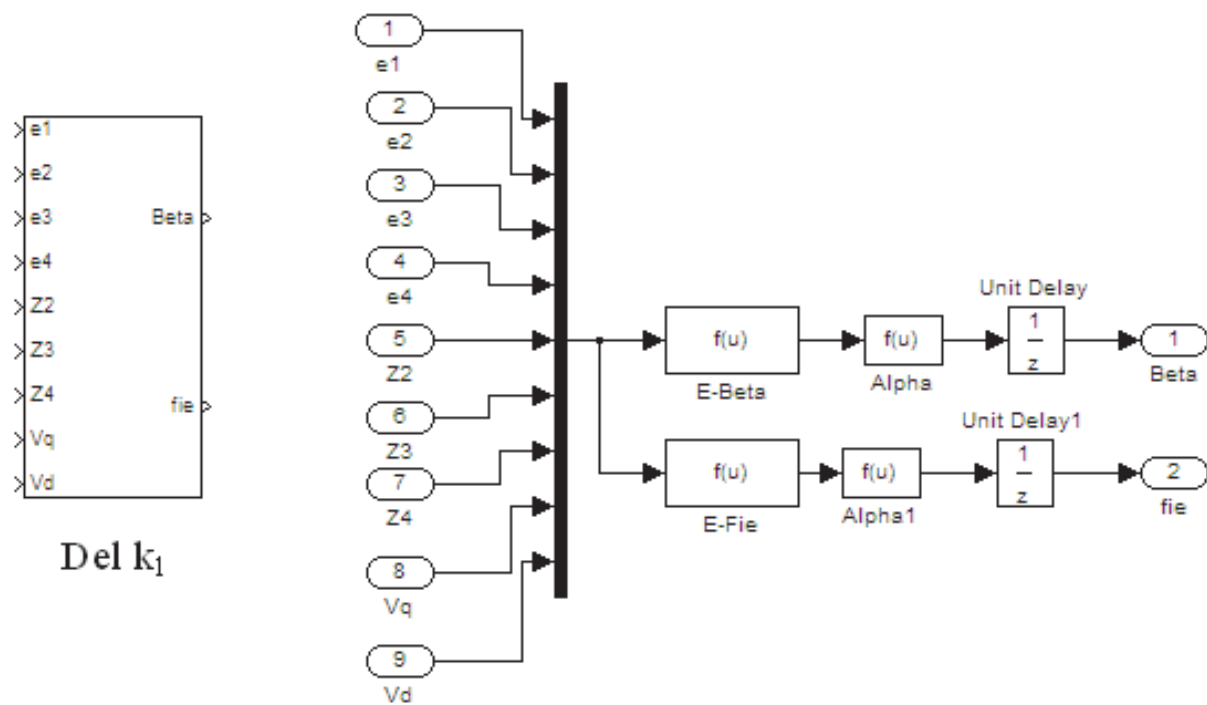 e1
e2
e3
e4
Z2
Z3
Z4
Vq
Vd
Beta
fie
Del k₁
1
e1
2
e2
3
e3
4
e4
5
Z2
6
Z3
7
Z4
8
Vq
9
Vd
f(u)
E-Beta
f(u)
Alpha
Unit Delay
1
z
1
Beta
f(u)
E-Fie
f(u)
Alpha1
Unit Delay1
1
z
2
fie